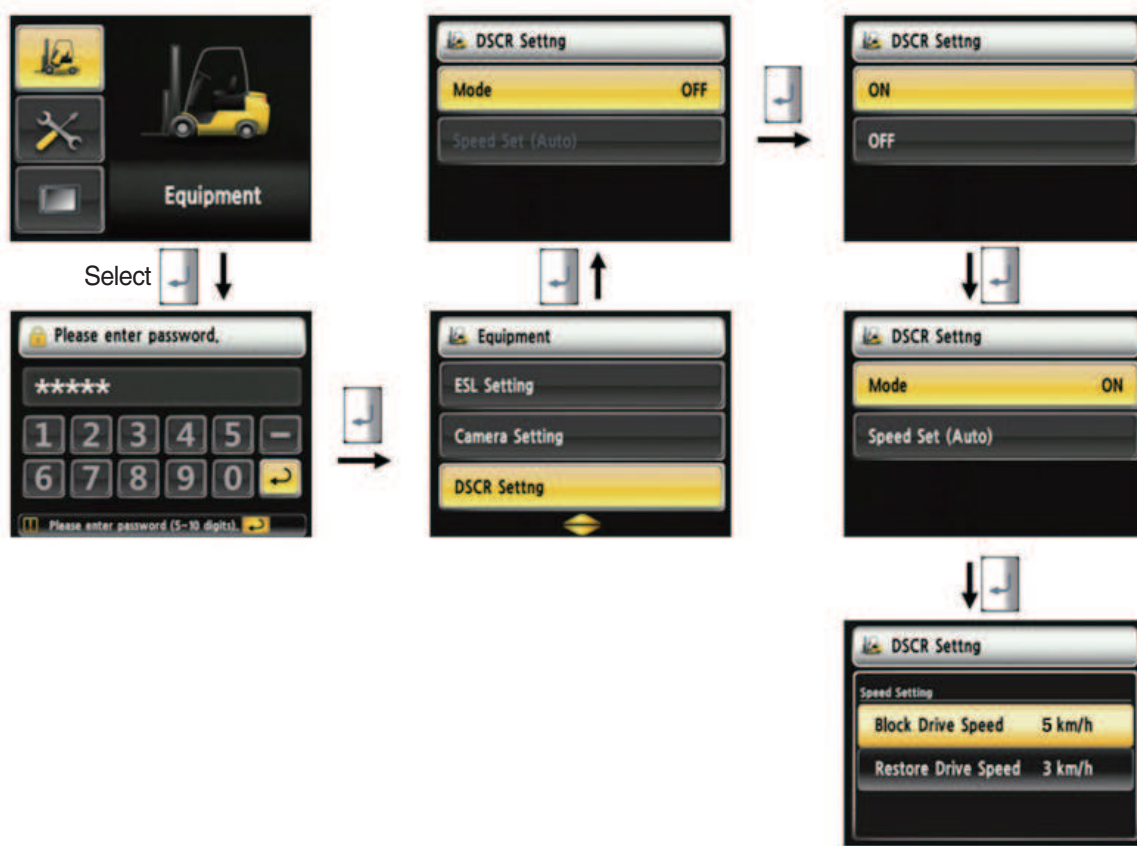 Equipment
Select
Please enter password.
*****
1 2 3 4 5 -
6 7 8 9 0
Please enter password (5~10 digits).
Equipment
ESL Setting
Camera Setting
DSCR Settng
DSCR Settng
Mode OFF
Speed Set (Auto)
DSCR Settng
ON
OFF
DSCR Settng
Mode ON
Speed Set (Auto)
DSCR Settng
Speed Setting
Block Drive Speed 5 km/h
Restore Drive Speed 3 km/h